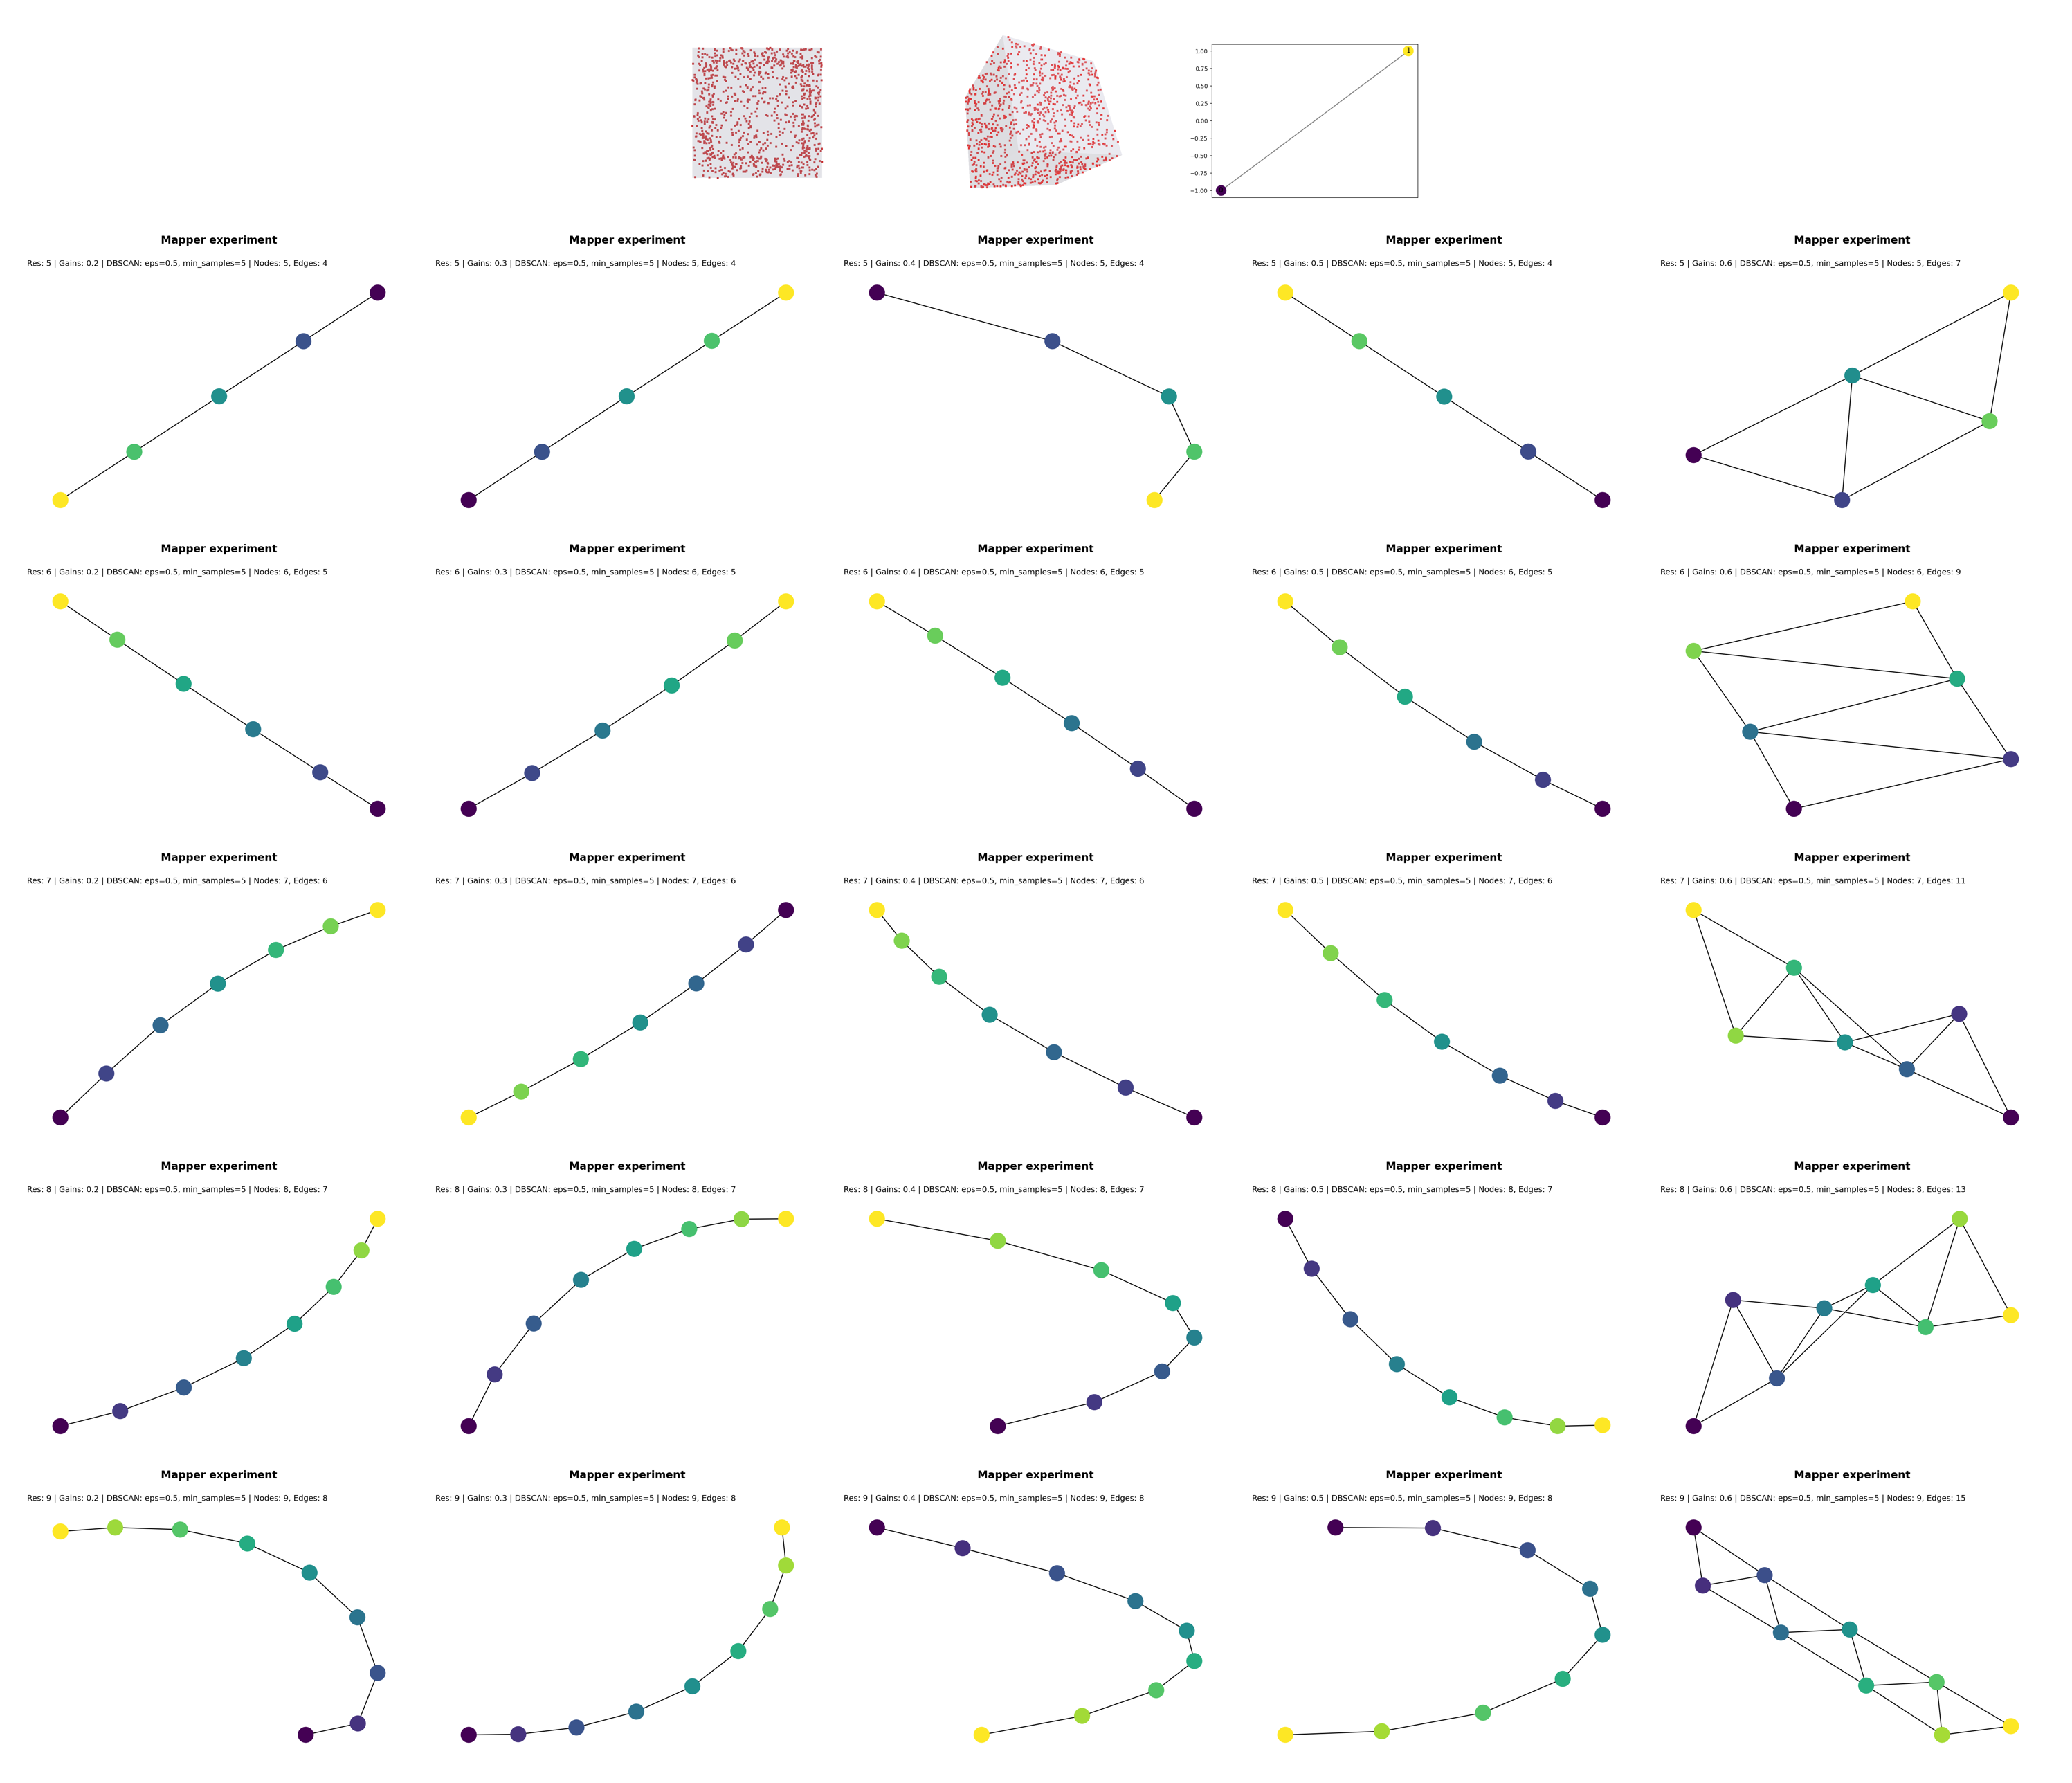 1
1.00
0.75
0.50
0.25
0.00
−0.25
−0.50
−0.75
−1.00
Mapper experiment
Res: 5 | Gains: 0.2 | DBSCAN: eps=0.5, min_samples=5 | Nodes: 5, Edges: 4
Mapper experiment
Res: 5 | Gains: 0.3 | DBSCAN: eps=0.5, min_samples=5 | Nodes: 5, Edges: 4
Mapper experiment
Res: 5 | Gains: 0.4 | DBSCAN: eps=0.5, min_samples=5 | Nodes: 5, Edges: 4
Mapper experiment
Res: 5 | Gains: 0.5 | DBSCAN: eps=0.5, min_samples=5 | Nodes: 5, Edges: 4
Mapper experiment
Res: 5 | Gains: 0.6 | DBSCAN: eps=0.5, min_samples=5 | Nodes: 5, Edges: 7
Mapper experiment
Res: 6 | Gains: 0.2 | DBSCAN: eps=0.5, min_samples=5 | Nodes: 6, Edges: 5
Mapper experiment
Res: 6 | Gains: 0.3 | DBSCAN: eps=0.5, min_samples=5 | Nodes: 6, Edges: 5
Mapper experiment
Res: 6 | Gains: 0.4 | DBSCAN: eps=0.5, min_samples=5 | Nodes: 6, Edges: 5
Mapper experiment
Res: 6 | Gains: 0.5 | DBSCAN: eps=0.5, min_samples=5 | Nodes: 6, Edges: 5
Mapper experiment
Res: 6 | Gains: 0.6 | DBSCAN: eps=0.5, min_samples=5 | Nodes: 6, Edges: 9
Mapper experiment
Res: 7 | Gains: 0.2 | DBSCAN: eps=0.5, min_samples=5 | Nodes: 7, Edges: 6
Mapper experiment
Res: 7 | Gains: 0.3 | DBSCAN: eps=0.5, min_samples=5 | Nodes: 7, Edges: 6
Mapper experiment
Res: 7 | Gains: 0.4 | DBSCAN: eps=0.5, min_samples=5 | Nodes: 7, Edges: 6
Mapper experiment
Res: 7 | Gains: 0.5 | DBSCAN: eps=0.5, min_samples=5 | Nodes: 7, Edges: 6
Mapper experiment
Res: 7 | Gains: 0.6 | DBSCAN: eps=0.5, min_samples=5 | Nodes: 7, Edges: 11
Mapper experiment
Res: 8 | Gains: 0.2 | DBSCAN: eps=0.5, min_samples=5 | Nodes: 8, Edges: 7
Mapper experiment
Res: 8 | Gains: 0.3 | DBSCAN: eps=0.5, min_samples=5 | Nodes: 8, Edges: 7
Mapper experiment
Res: 8 | Gains: 0.4 | DBSCAN: eps=0.5, min_samples=5 | Nodes: 8, Edges: 7
Mapper experiment
Res: 8 | Gains: 0.5 | DBSCAN: eps=0.5, min_samples=5 | Nodes: 8, Edges: 7
Mapper experiment
Res: 8 | Gains: 0.6 | DBSCAN: eps=0.5, min_samples=5 | Nodes: 8, Edges: 13
Mapper experiment
Res: 9 | Gains: 0.2 | DBSCAN: eps=0.5, min_samples=5 | Nodes: 9, Edges: 8
Mapper experiment
Res: 9 | Gains: 0.3 | DBSCAN: eps=0.5, min_samples=5 | Nodes: 9, Edges: 8
Mapper experiment
Res: 9 | Gains: 0.4 | DBSCAN: eps=0.5, min_samples=5 | Nodes: 9, Edges: 8
Mapper experiment
Res: 9 | Gains: 0.5 | DBSCAN: eps=0.5, min_samples=5 | Nodes: 9, Edges: 8
Mapper experiment
Res: 9 | Gains: 0.6 | DBSCAN: eps=0.5, min_samples=5 | Nodes: 9, Edges: 15